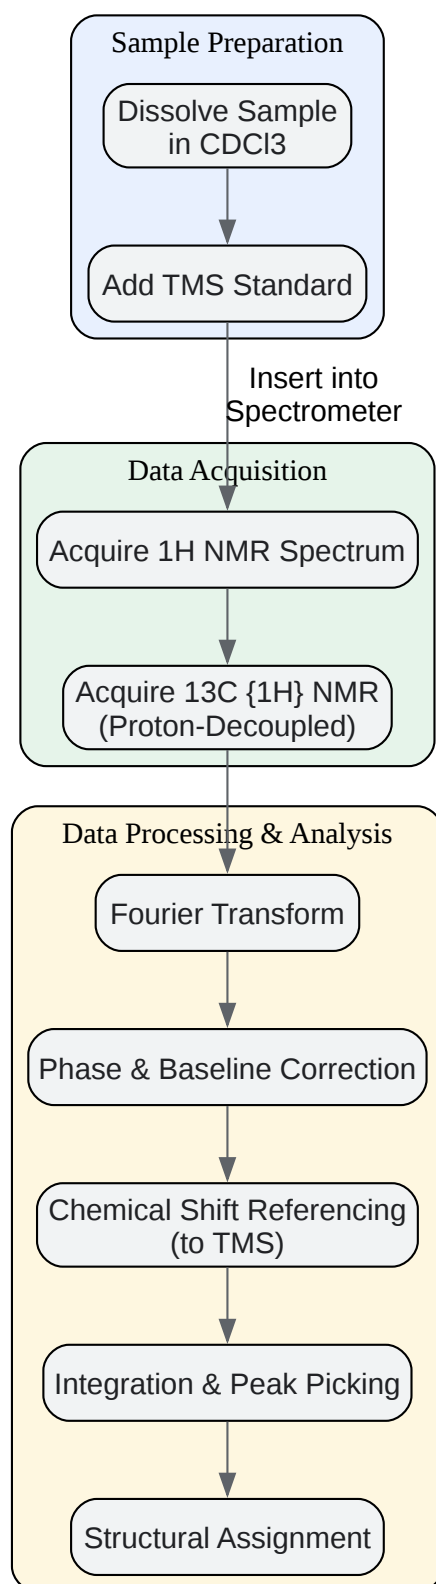 Sample Preparation
Dissolve Sample
in CDCl3
Add TMS Standard
Insert into
Spectrometer
Data Acquisition
Acquire 1H NMR Spectrum
Acquire 13C {1H} NMR
(Proton-Decoupled)
Data Processing & Analysis
Fourier Transform
Phase & Baseline Correction
Chemical Shift Referencing
(to TMS)
Integration & Peak Picking
Structural Assignment